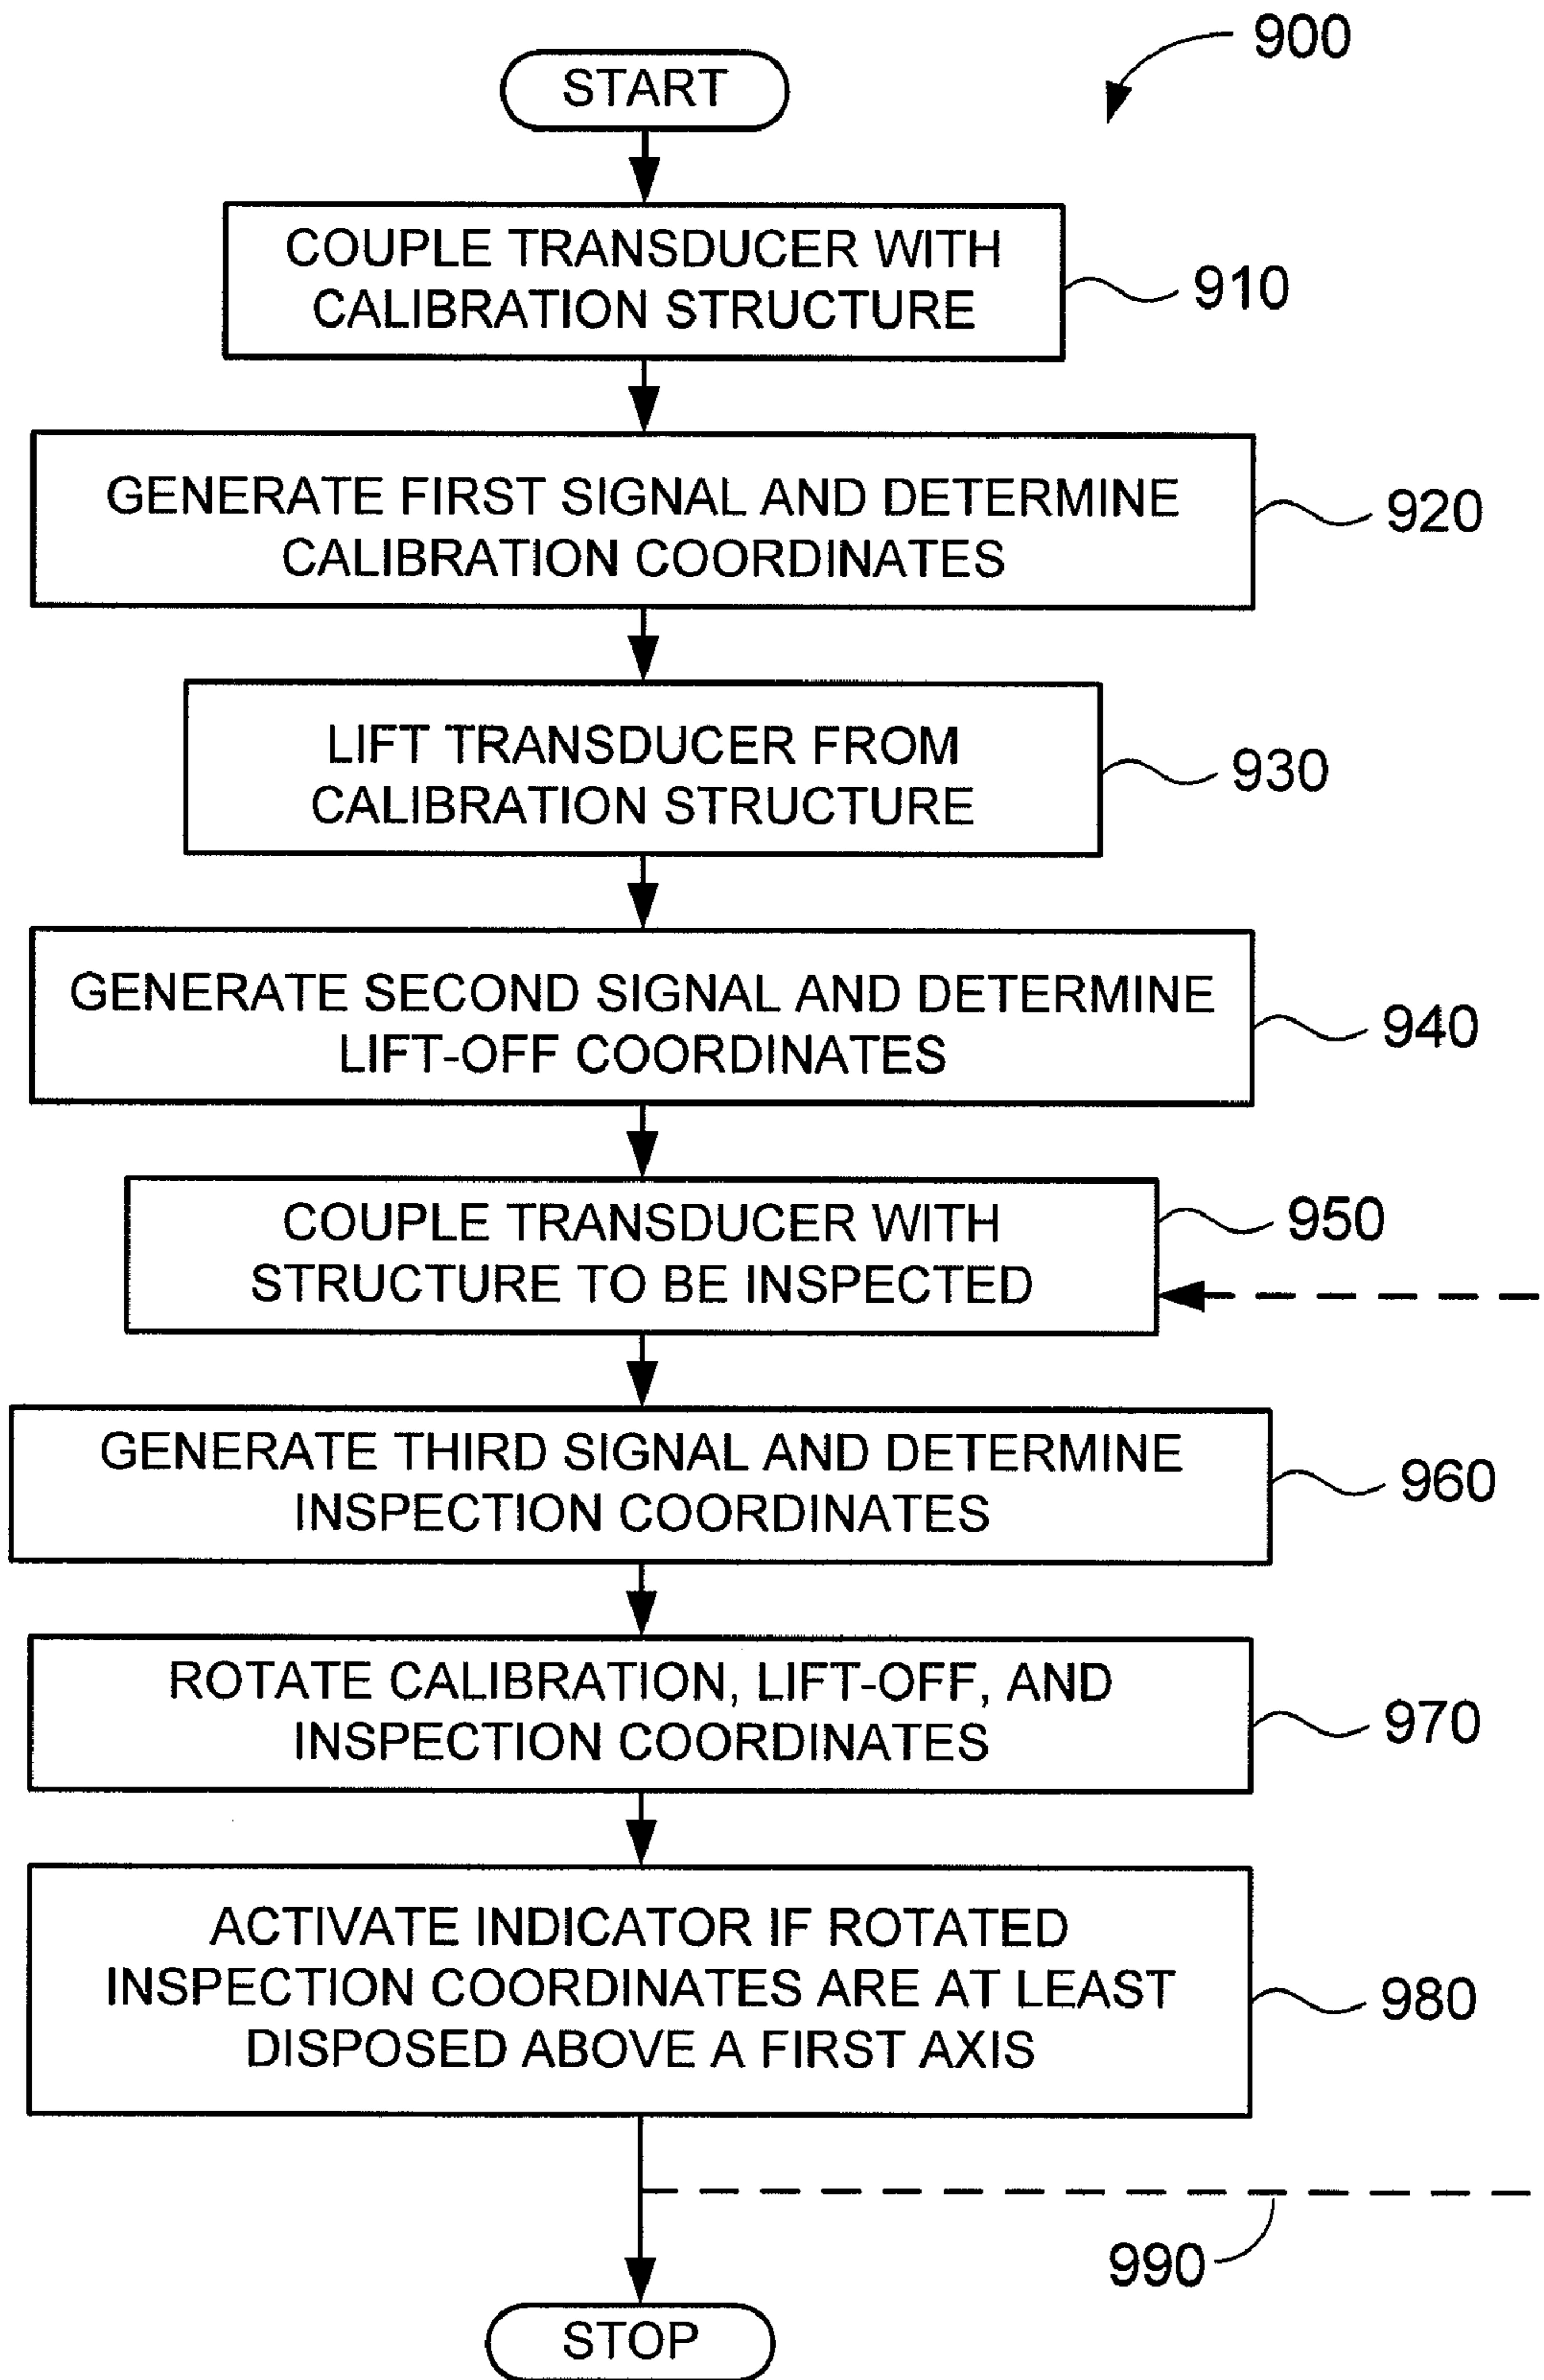 900
START
COUPLE TRANSDUCER WITH
CALIBRATION STRUCTURE
910
GENERATE FIRST SIGNAL AND DETERMINE
CALIBRATION COORDINATES
920
LIFT TRANSDUCER FROM
CALIBRATION STRUCTURE
930
GENERATE SECOND SIGNAL AND DETERMINE
LIFT-OFF COORDINATES
940
COUPLE TRANSDUCER WITH
STRUCTURE TO BE INSPECTED
950
GENERATE THIRD SIGNAL AND DETERMINE
INSPECTION COORDINATES
960
ROTATE CALIBRATION, LIFT-OFF, AND
INSPECTION COORDINATES
970
ACTIVATE INDICATOR IF ROTATED
INSPECTION COORDINATES ARE AT LEAST
DISPOSED ABOVE A FIRST AXIS
980
990
STOP